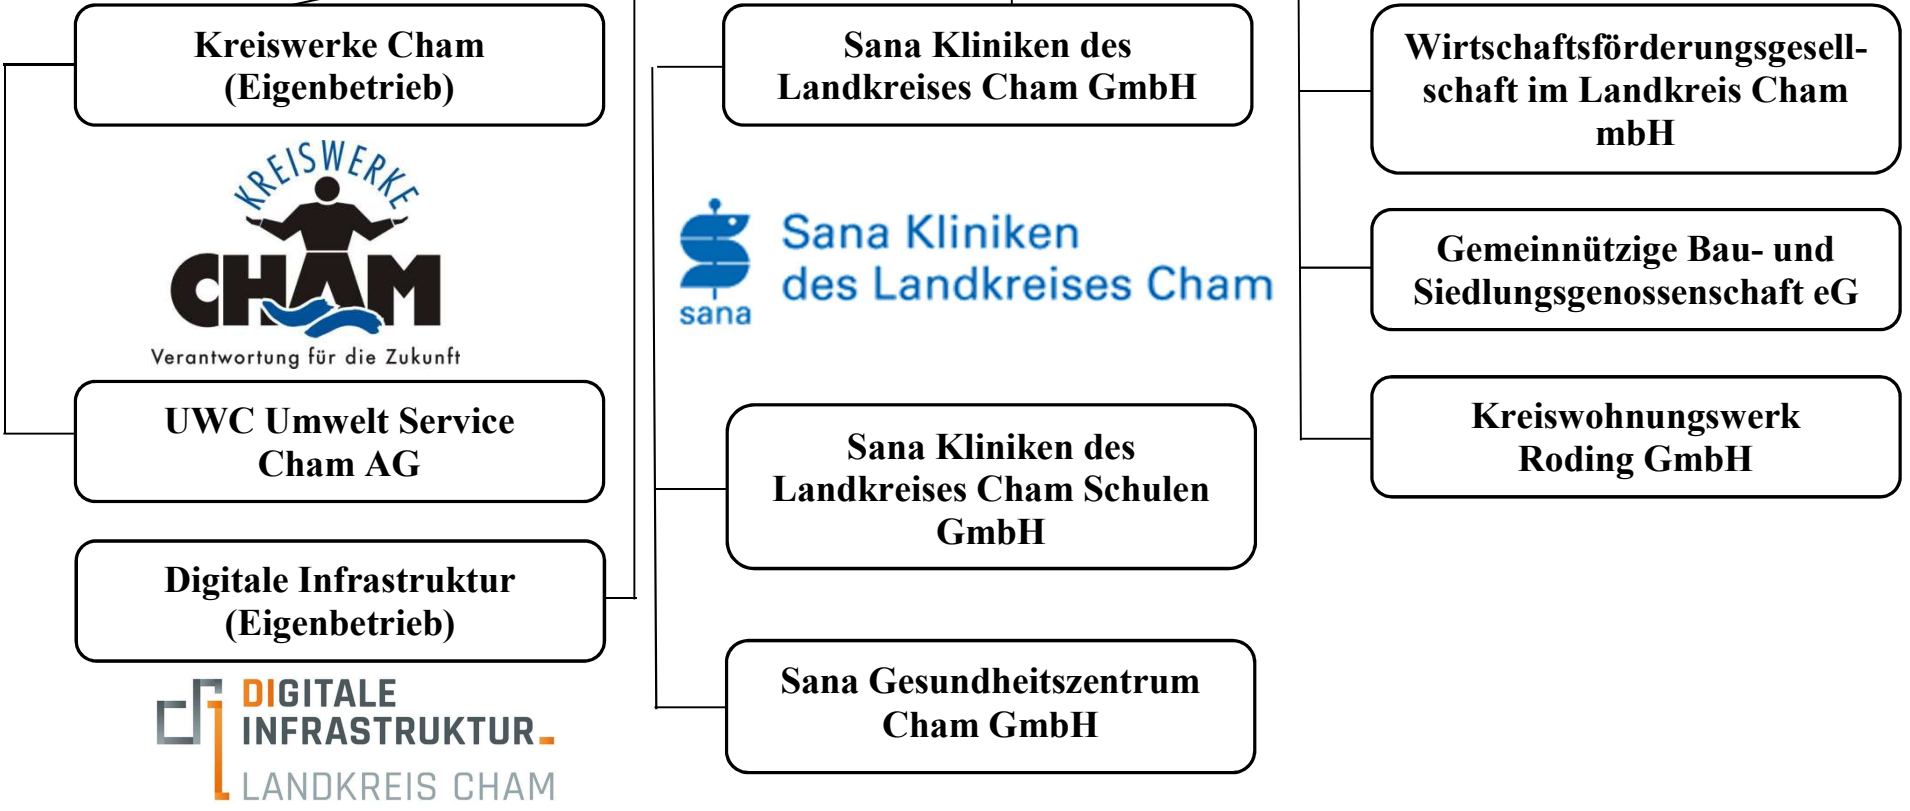 Kreiswerke Cham
(Eigenbetrieb)
KREISWERKE
CHAM
Verantwortung für die Zukunft
UWC Umwelt Service
Cham AG
Digitale Infrastruktur
(Eigenbetrieb)
DIGITALE
INFRASTRUKTUR_
LANDKREIS CHAM
Sana Kliniken des
Landkreises Cham GmbH
Sana Kliniken
des Landkreises Cham
sana
Sana Kliniken des
Landkreises Cham Schulen
GmbH
Sana Gesundheitszentrum
Cham GmbH
Wirtschaftsförderungsgesell-
schaft im Landkreis Cham
mbH
Gemeinnützige Bau- und
Siedlungsgenossenschaft eG
Kreiswohnungswerk
Roding GmbH